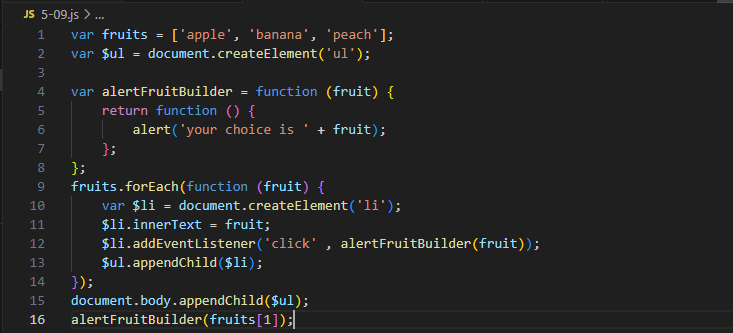 JS 5-09.js > ...
1 var fruits = ['apple', 'banana', 'peach'];
2 var $ul = document.createElement('ul');
3
4 var alertFruitBuilder = function (fruit) {
5     return function () {
6         alert('your choice is ' + fruit);
7     };
8 };
9 fruits.forEach(function (fruit) {
10     var $li = document.createElement('li');
11     $li.innerText = fruit;
12     $li.addEventListener('click' , alertFruitBuilder(fruit));
13     $ul.appendChild($li);
14 });
15 document.body.appendChild($ul);
16 alertFruitBuilder(fruits[1]);